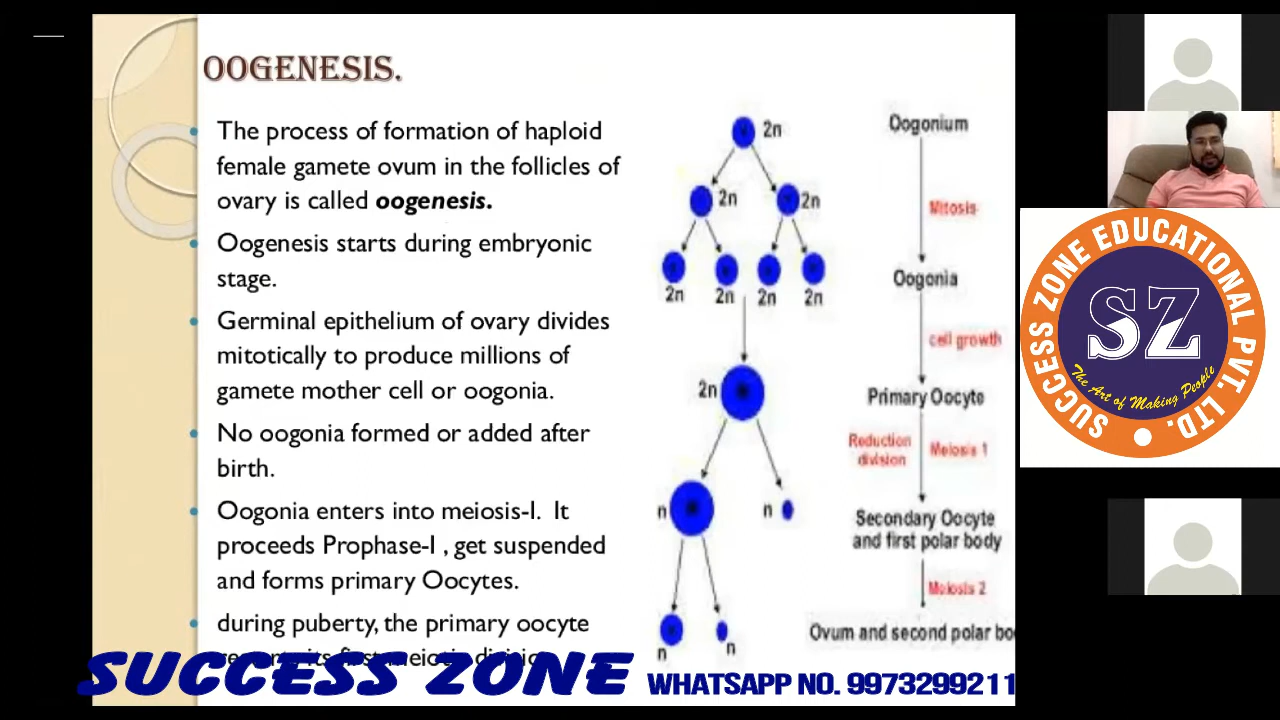 OOGENESIS.
The process of formation of haploid
female gamete ovum in the follicles of
ovary is called oogenesis.
Oogenesis starts during embryonic
stage.
Germinal epithelium of ovary divides
mitotically to produce millions of
gamete mother cell or oogonia.
No oogonia formed or added after
birth.
Oogonia enters into meiosis-I. It
proceeds Prophase-I , get suspended
and forms primary Oocytes.
during puberty, the primary oocyte
2n
2n
2n
2n
2n
2n
2n
2n
n
n
n
n
Oogonium
Mitosis
Oogonia
cell growth
Primary Oocyte
Reduction
division
Meiosis 1
Secondary Oocyte
and first polar body
Meiosis 2
Ovum and second polar bo
SUCCESS ZONE
WHATSAPP NO. 9973299211
SUCCESS ZONE EDUCATIONAL PVT. LTD.
SZ
The Art of Making People